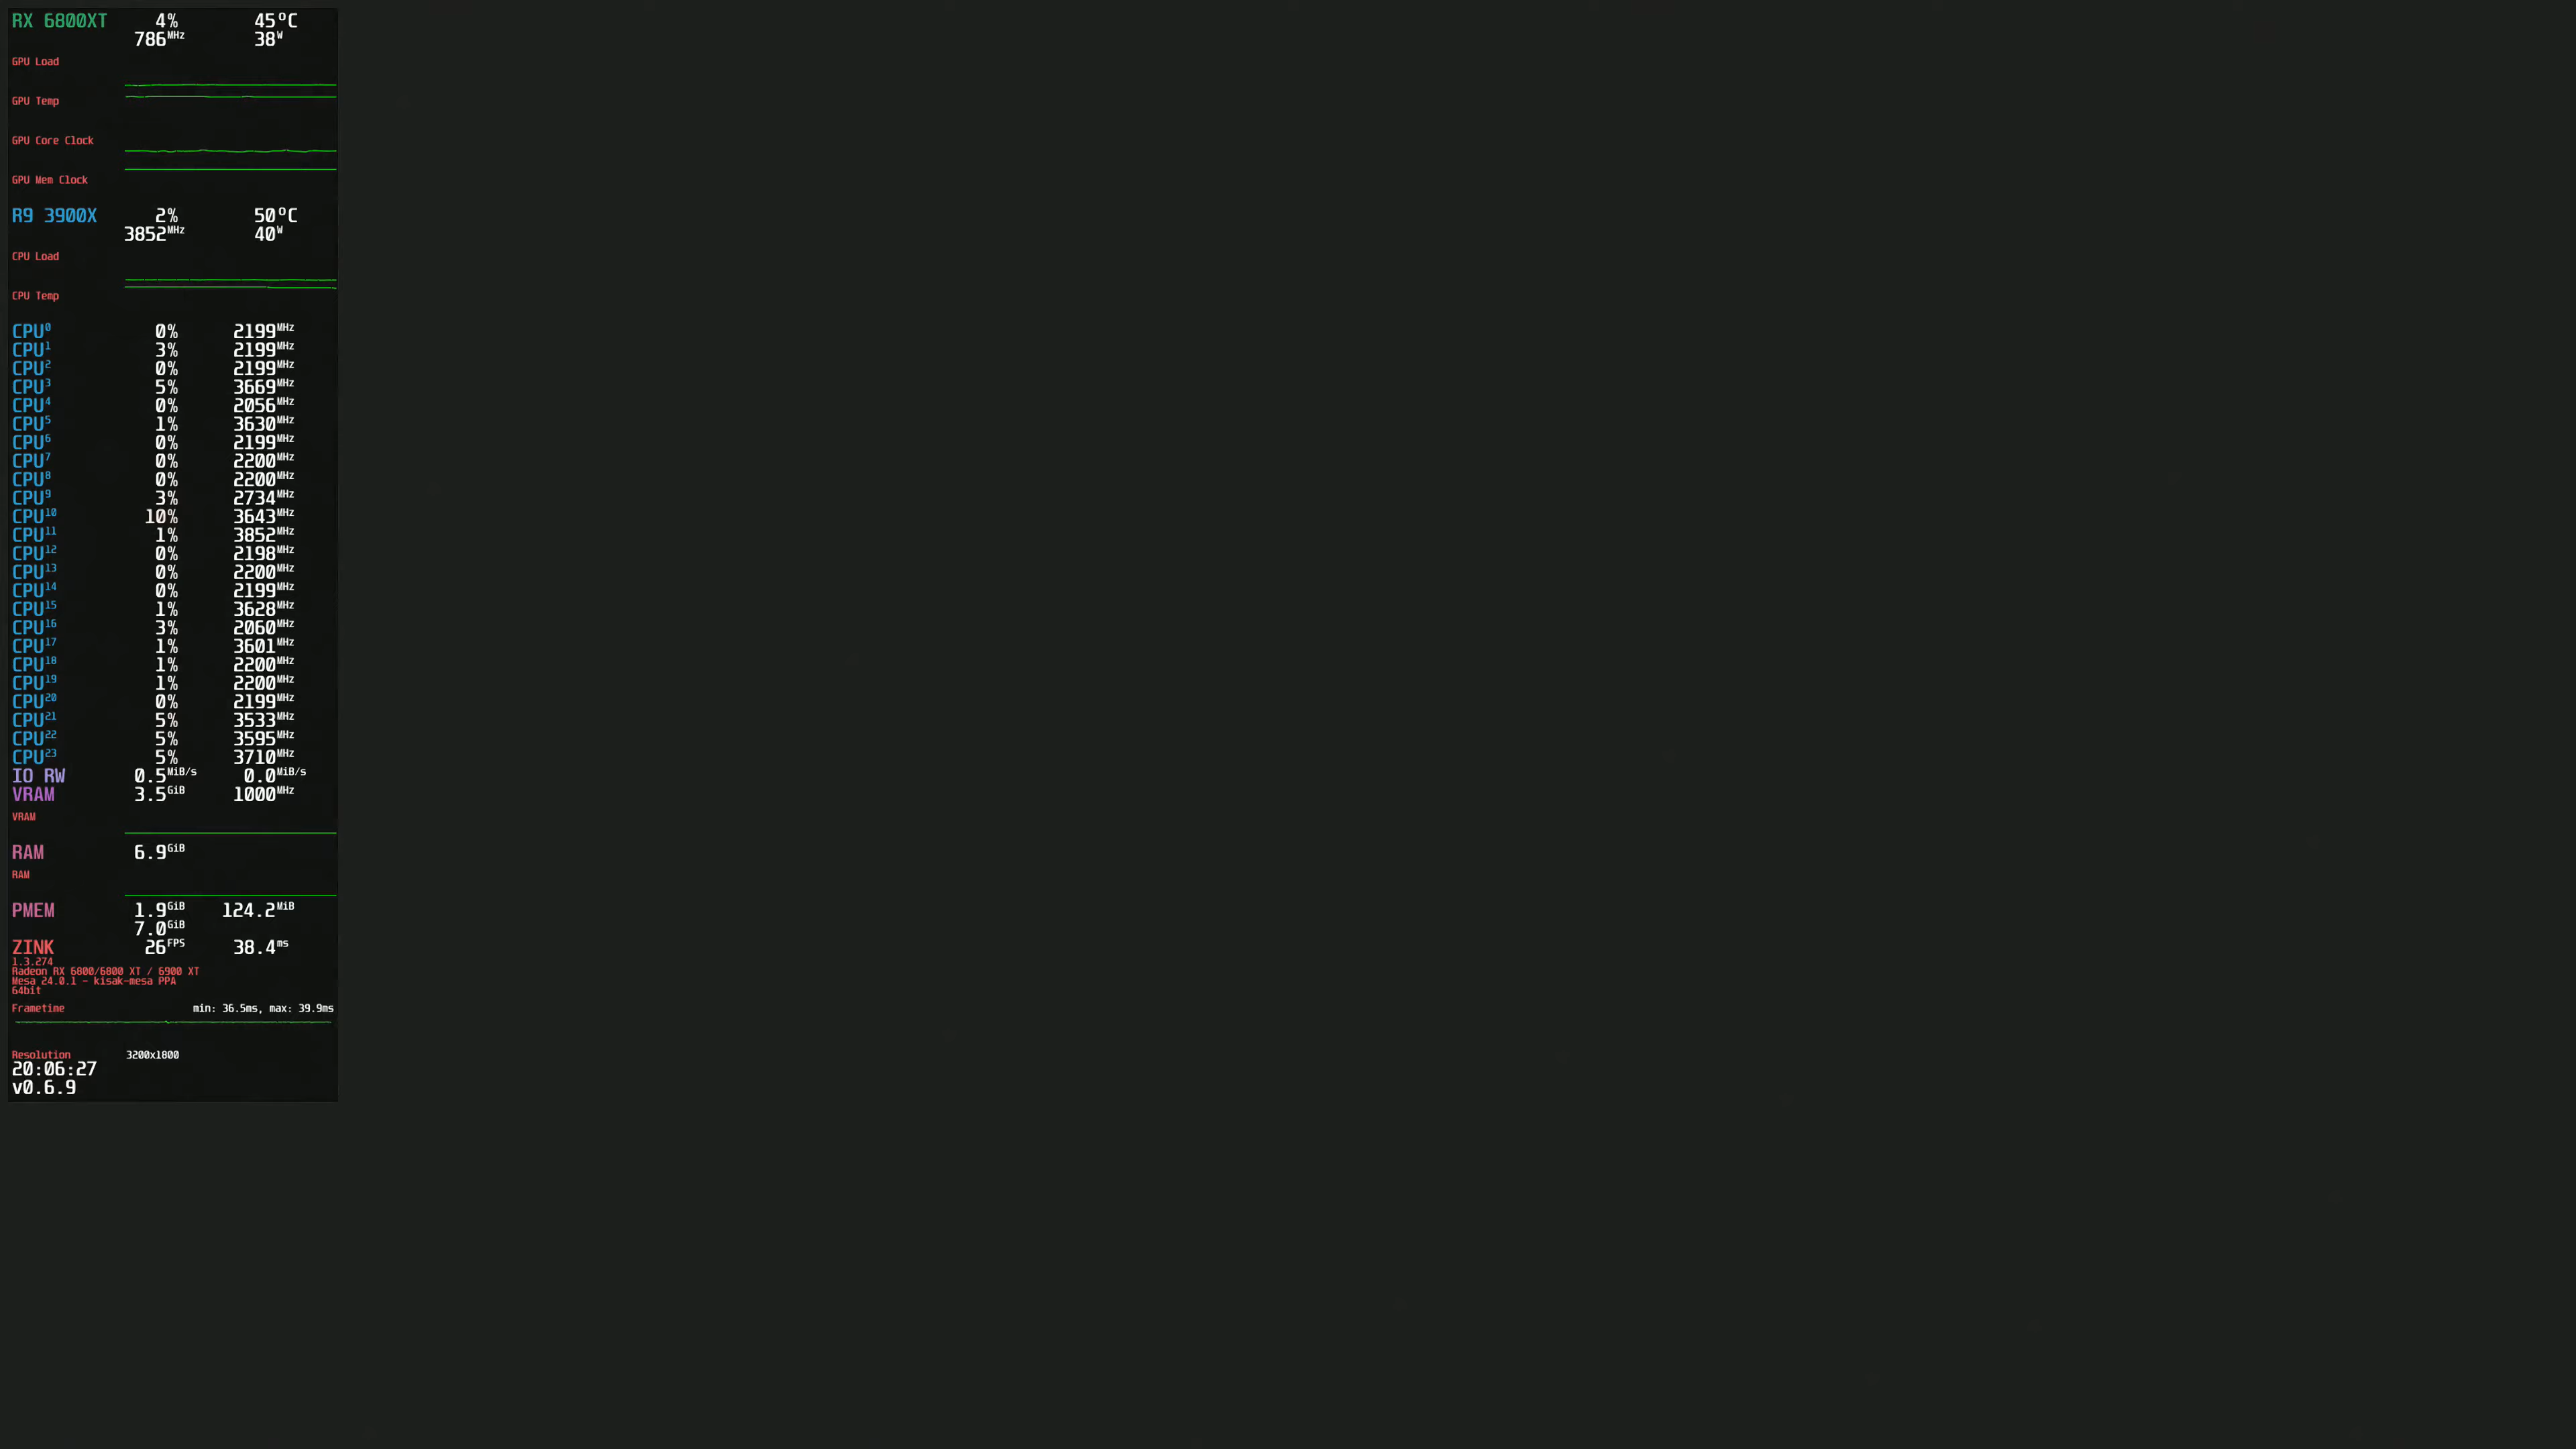 RX 6800XT 4% 45°C
786MHz 38W
GPU Load
GPU Temp
GPU Core Clock
GPU Mem Clock
R9 3900X 2% 50°C
3852MHz 40W
CPU Load
CPU Temp
CPU0 0% 2199MHz
CPU1 3% 2199MHz
CPU2 0% 2199MHz
CPU3 5% 3669MHz
CPU4 0% 2056MHz
CPU5 1% 3630MHz
CPU6 0% 2199MHz
CPU7 0% 2200MHz
CPU8 0% 2200MHz
CPU9 3% 2734MHz
CPU10 10% 3643MHz
CPU11 1% 3852MHz
CPU12 0% 2198MHz
CPU13 0% 2200MHz
CPU14 0% 2199MHz
CPU15 1% 3628MHz
CPU16 3% 2060MHz
CPU17 1% 3601MHz
CPU18 1% 2200MHz
CPU19 1% 2200MHz
CPU20 0% 2199MHz
CPU21 5% 3533MHz
CPU22 5% 3595MHz
CPU23 5% 3710MHz
IO RW 0.5MiB/s 0.0MiB/s
VRAM 3.5GiB 1000MHz
VRAM
RAM 6.9GiB
RAM
PMEM 1.9GiB 124.2MiB
7.0GiB
ZINK 26FPS 38.4ms
1.3.274
Radeon RX 6800/6800 XT / 6900 XT
Mesa 24.0.1 - kisak-mesa PPA
64bit
Frametime min: 36.5ms, max: 39.9ms
Resolution 3200x1800
20:06:27
v0.6.9